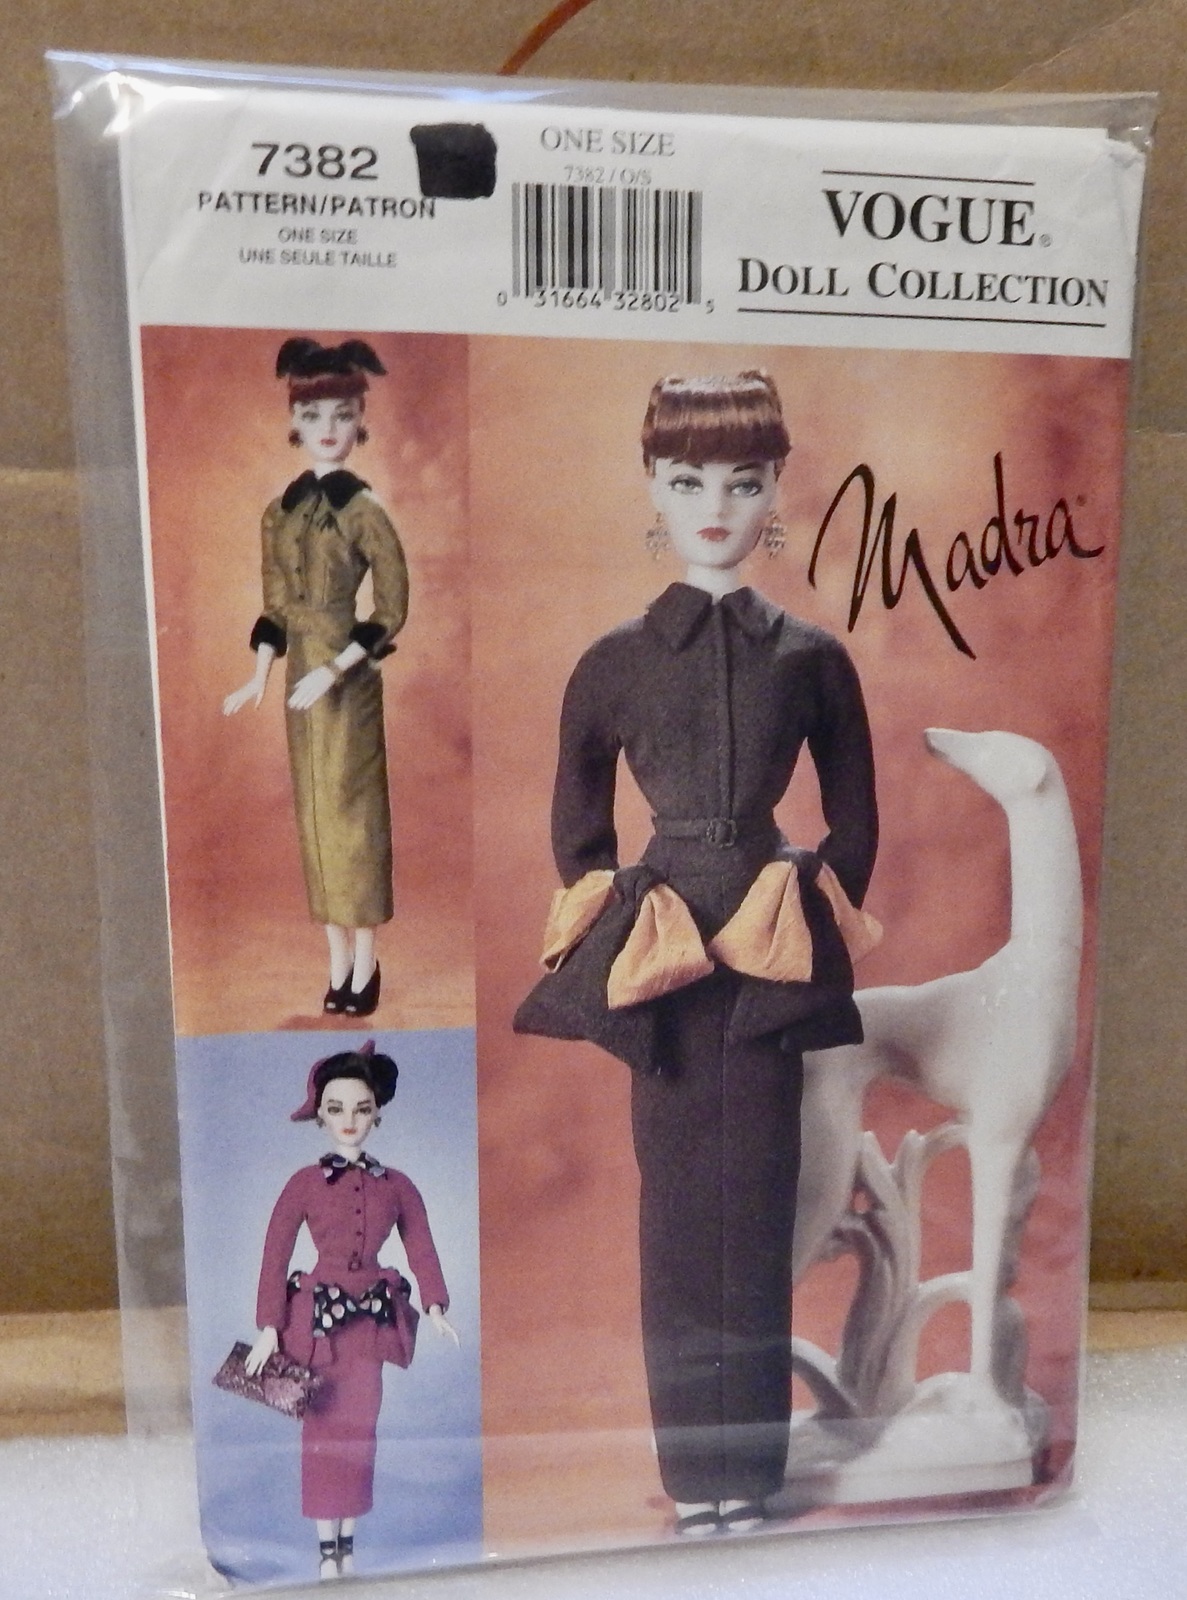 7382
PATTERN/PATRON
ONE SIZE
UNE SEULE TAILLE
ONE SIZE
7382 / O/S
0 31664 32802 5
VOGUE®
DOLL COLLECTION
Madra®